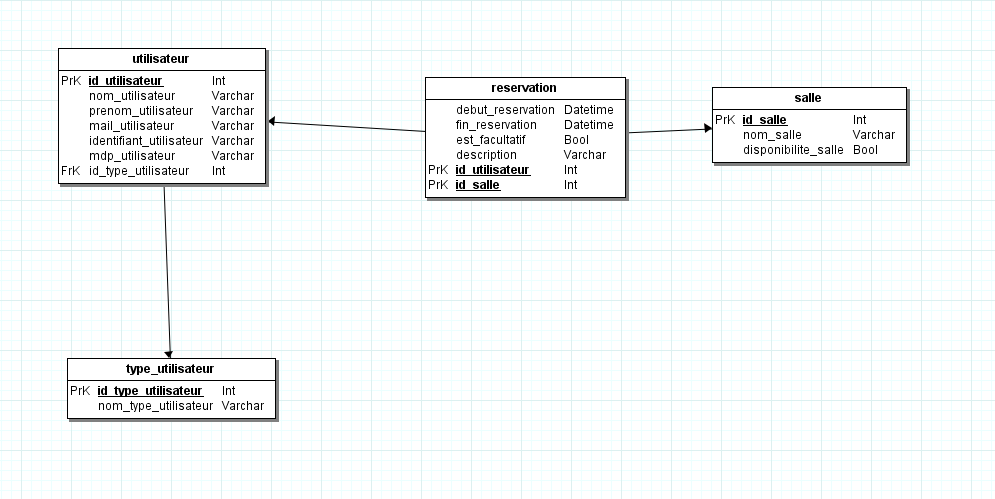 utilisateur
PrK id_utilisateur Int
nom_utilisateur Varchar
prenom_utilisateur Varchar
mail_utilisateur Varchar
identifiant_utilisateur Varchar
mdp_utilisateur Varchar
FrK id_type_utilisateur Int
reservation
debut_reservation Datetime
fin_reservation Datetime
est_facultatif Bool
description Varchar
PrK id_utilisateur Int
PrK id_salle Int
salle
PrK id_salle Int
nom_salle Varchar
disponibilite_salle Bool
type_utilisateur
PrK id_type_utilisateur Int
nom_type_utilisateur Varchar